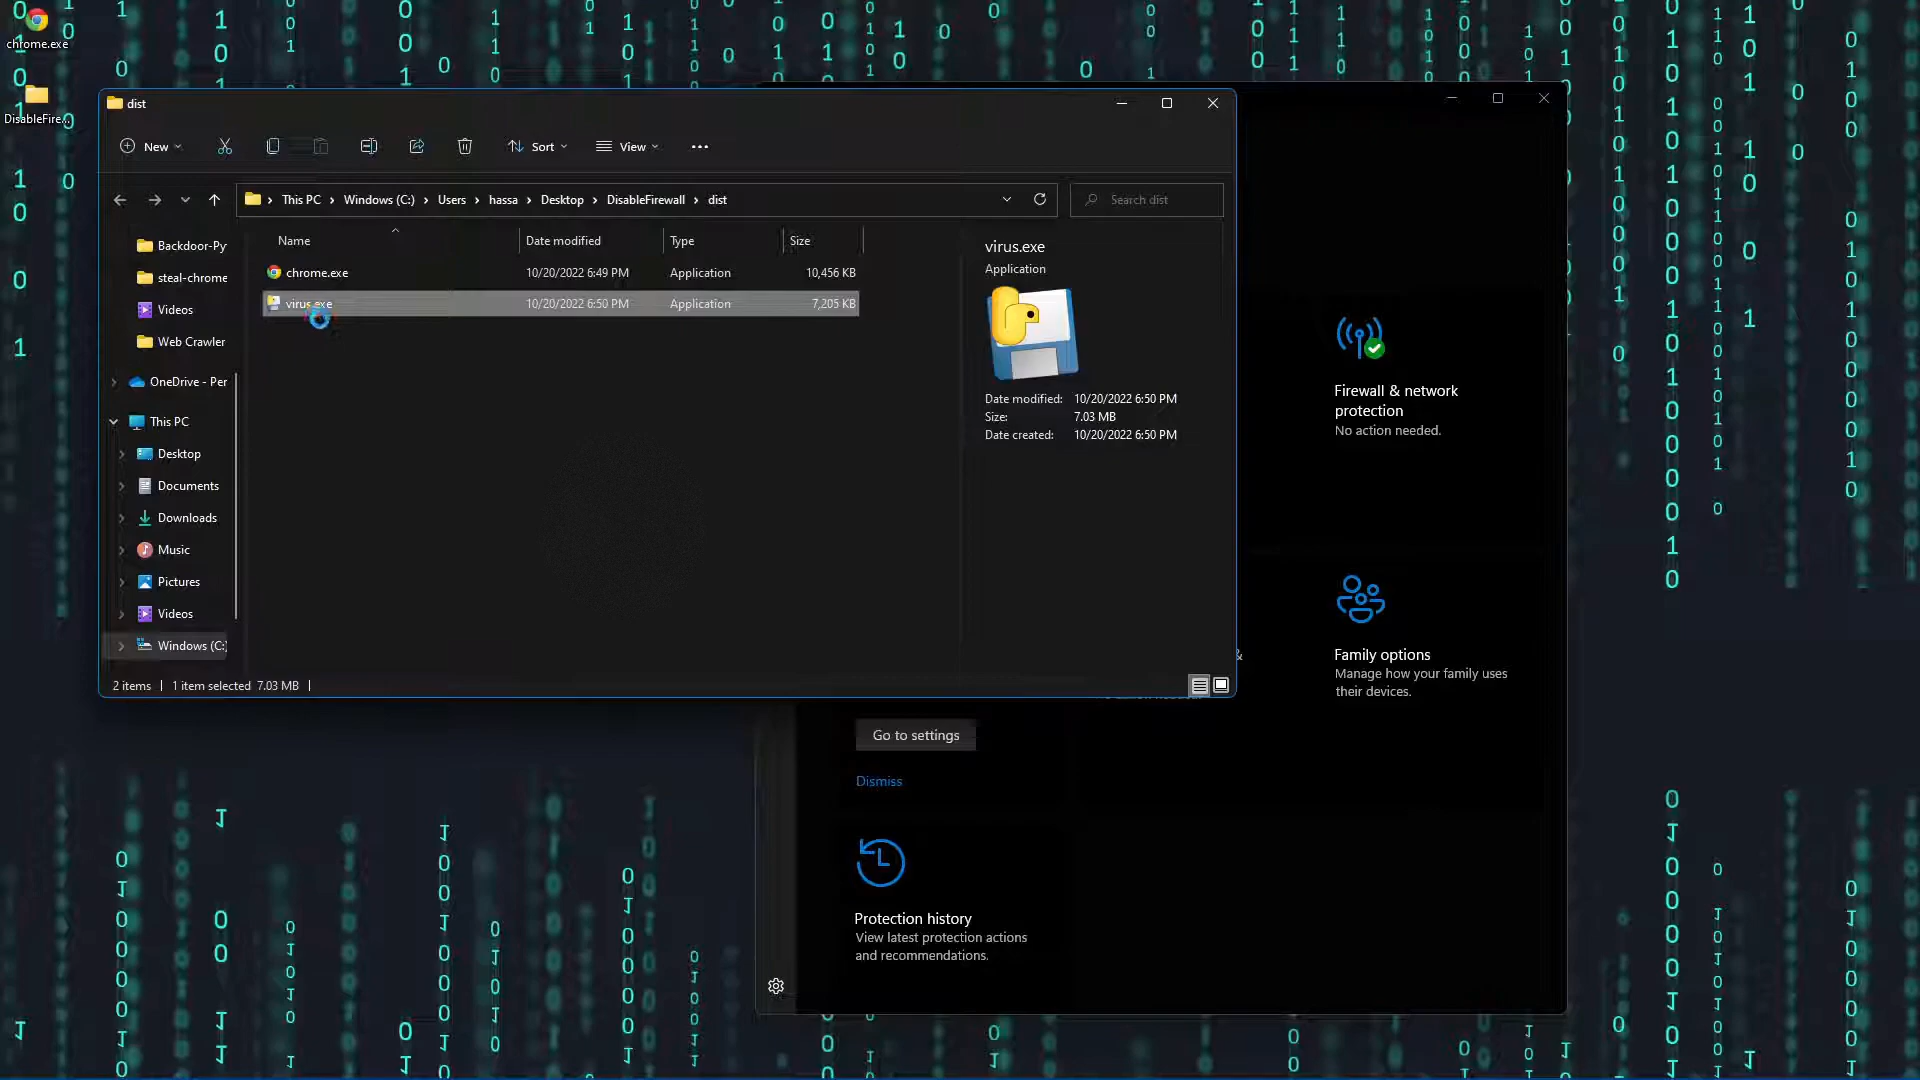 chrome.exe
DisableFire...
dist
New
Sort
View
This PC
Windows (C:)
Users
hassa
Desktop
DisableFirewall
dist
Search dist
Name
Date modified
Type
Size
chrome.exe
10/20/2022 6:49 PM
Application
10,456 KB
virus.exe
10/20/2022 6:50 PM
Application
7,205 KB
Backdoor-Py
steal-chrome
Videos
Web Crawler
OneDrive - Per
This PC
Desktop
Documents
Downloads
Music
Pictures
Videos
Windows (C:)
virus.exe
Application
Date modified: 10/20/2022 6:50 PM
Size: 7.03 MB
Date created: 10/20/2022 6:50 PM
2 items
1 item selected 7.03 MB
Firewall & network
protection
No action needed.
&
Family options
Manage how your family uses
their devices.
Go to settings
Dismiss
Protection history
View latest protection actions
and recommendations.